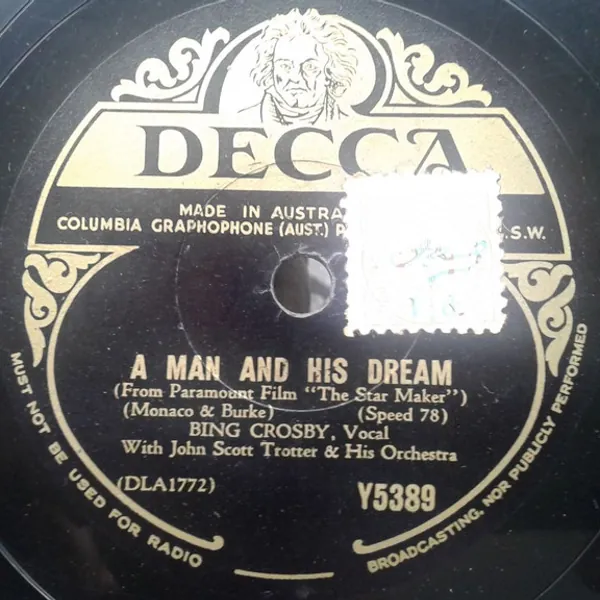 DECCA
MADE IN
COLUMBIA GRAPHOPHONE (AUST.)
.S.W.
A MAN AND HIS DREAM
(From Paramount Film "The Star Maker")
(Monaco & Burke) (Speed 78)
BING CROSBY, Vocal
With John Scott Trotter & His Orchestra
(DLA1772) Y5389
MUST NOT BE USED FOR RADIO
BROADCASTING, NOR PUBLICLY PERFORMED